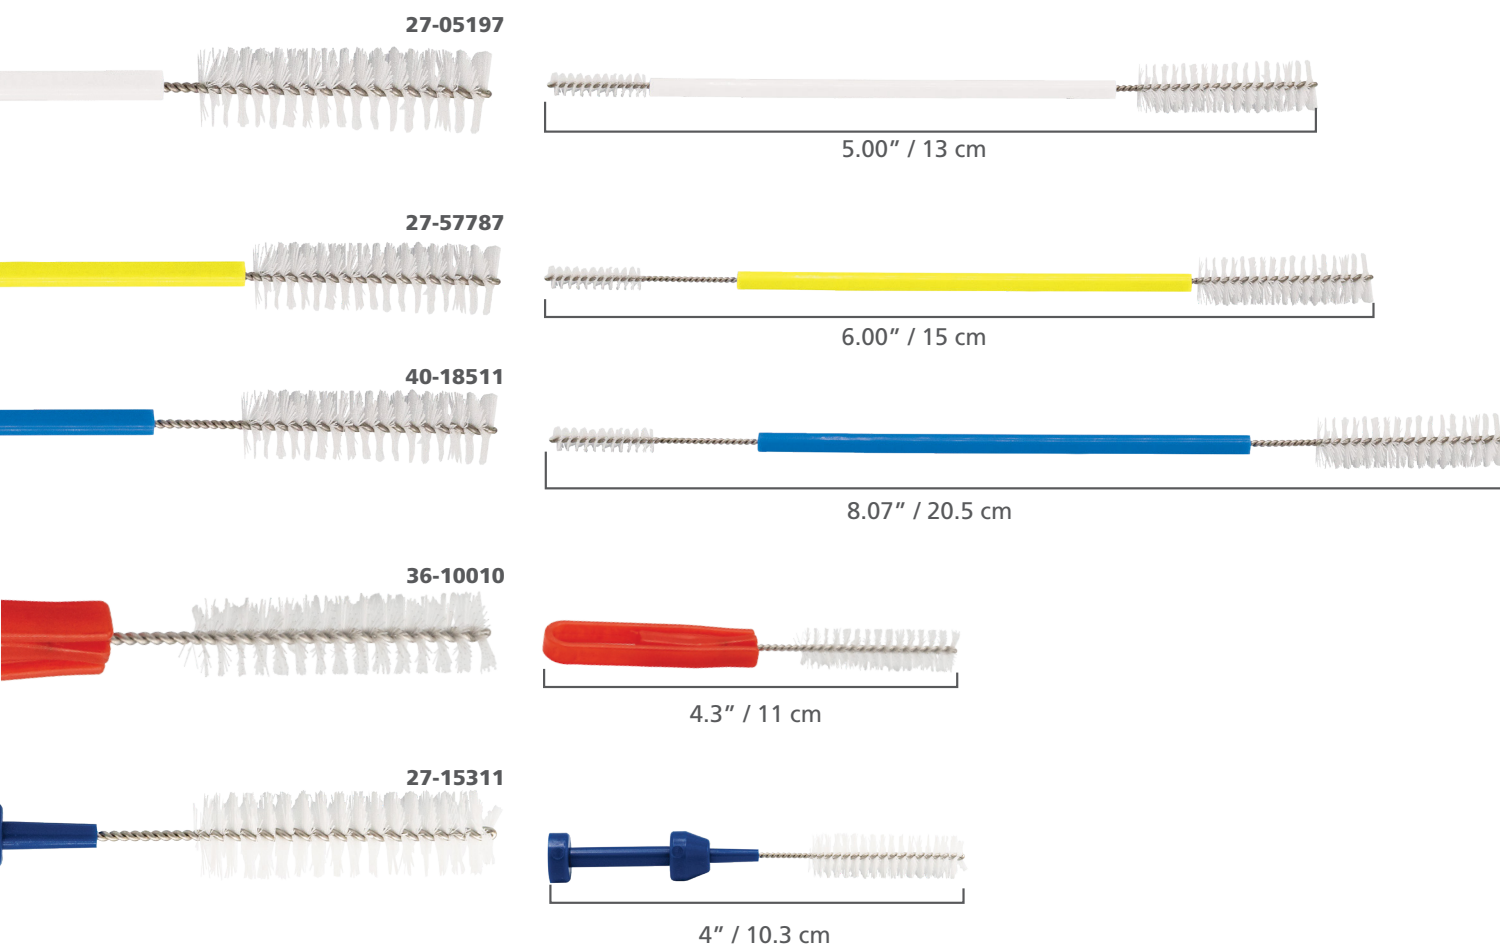 27-05197
5.00″ / 13 cm
27-57787
6.00″ / 15 cm
40-18511
8.07″ / 20.5 cm
36-10010
4.3″ / 11 cm
27-15311
4″ / 10.3 cm